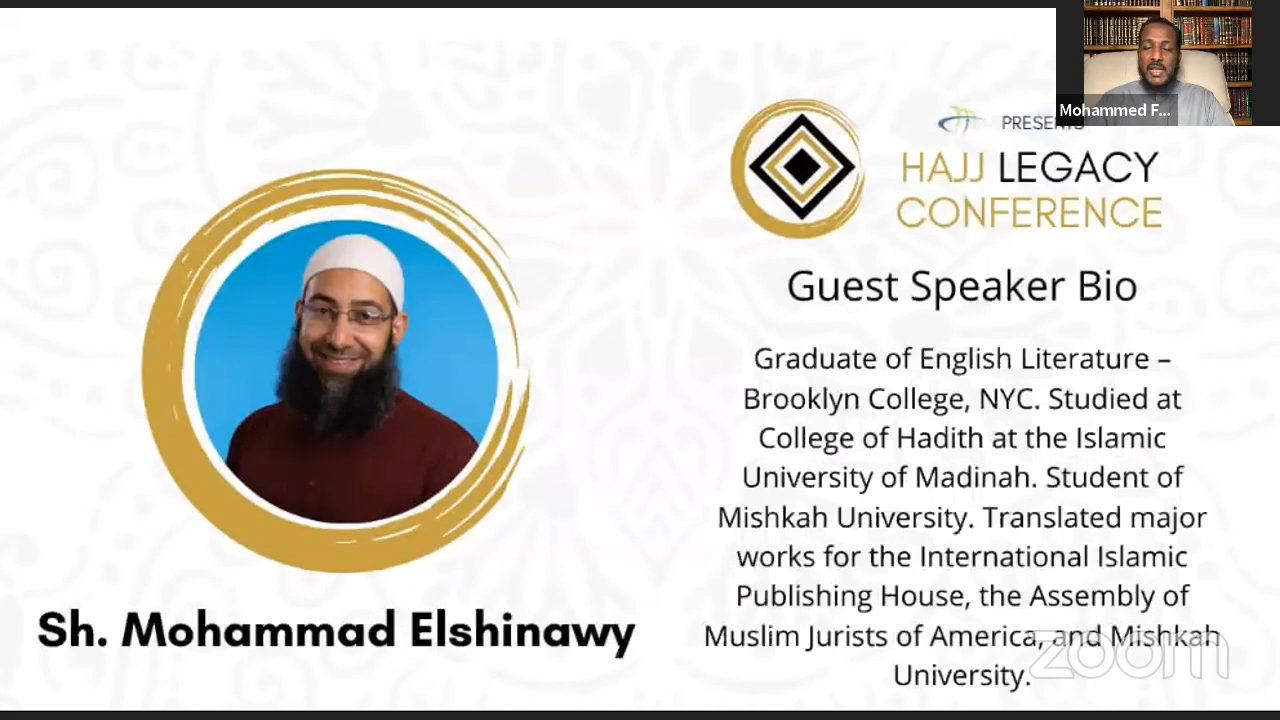 Mohammed F...
PRESENTS
HAJJ LEGACY
CONFERENCE
Guest Speaker Bio
Graduate of English Literature –
Brooklyn College, NYC. Studied at
College of Hadith at the Islamic
University of Madinah. Student of
Mishkah University. Translated major
works for the International Islamic
Publishing House, the Assembly of
Muslim Jurists of America, and Mishkah
University.
Sh. Mohammad Elshinawy
zoom